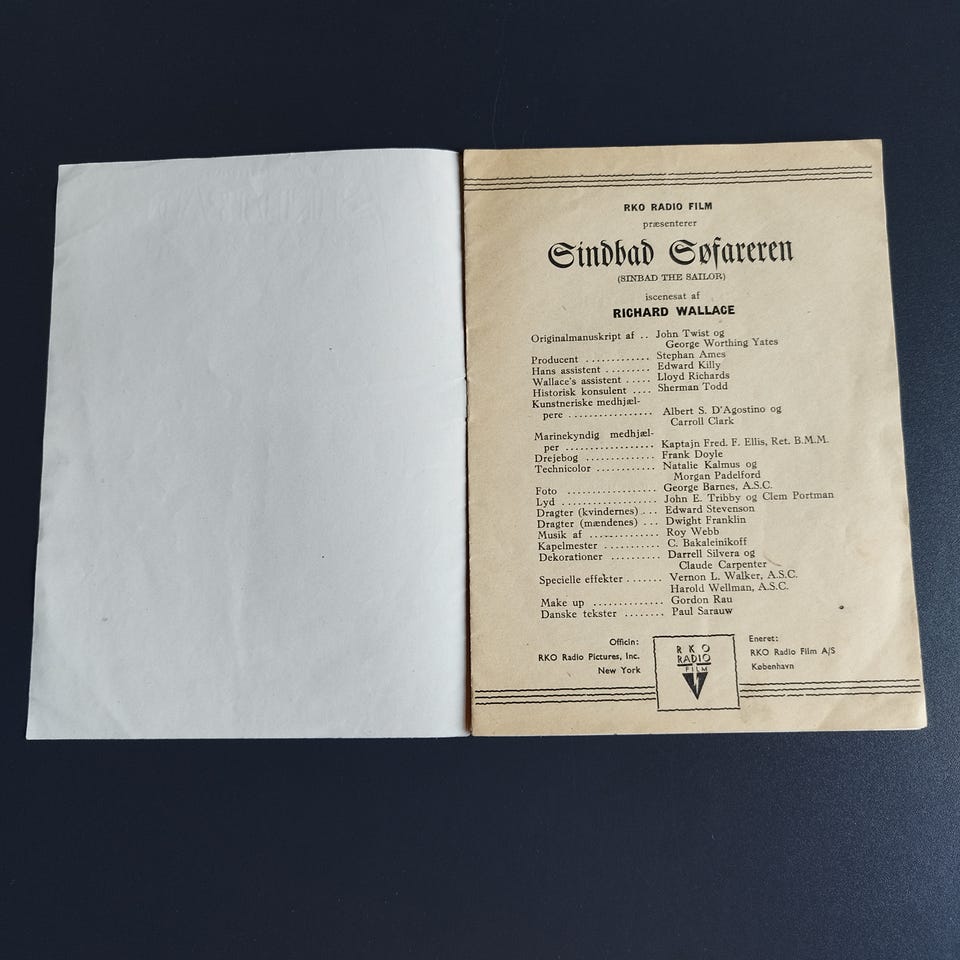 RKO RADIO FILM
præsenterer
Sindbad Søfareren
(SINBAD THE SAILOR)
iscenesat af
RICHARD WALLACE
Originalmanuskript af .. John Twist og
George Worthing Yates
Producent ............ Stephan Ames
Hans assistent ......... Edward Killy
Wallace's assistent ..... Lloyd Richards
Historisk konsulent .... Sherman Todd
Kunstneriske medhjæl-
pere ................ Albert S. D'Agostino og
Carroll Clark
Marinekyndig medhjæl-
per ................. Kaptajn Fred. F. Ellis, Ret. B.M.M.
Drejebog ............. Frank Doyle
Technicolor ........... Natalie Kalmus og
Morgan Padelford
Foto ................. George Barnes, A.S.C.
Lyd .................. John E. Tribby og Clem Portman
Dragter (kvindernes) ... Edward Stevenson
Dragter (mændenes) ... Dwight Franklin
Musik af ............. Roy Webb
Kapelmester ........... C. Bakaleinikoff
Dekorationer .......... Darrell Silvera og
Claude Carpenter
Specielle effekter ....... Vernon L. Walker, A.S.C.
Harold Wellman, A.S.C.
Make up ............. Gordon Rau
Danske tekster ........ Paul Sarauw
Officin:
RKO Radio Pictures, Inc.
New York
RKO
RADIO
FILM
Eneret:
RKO Radio Film A/S
København